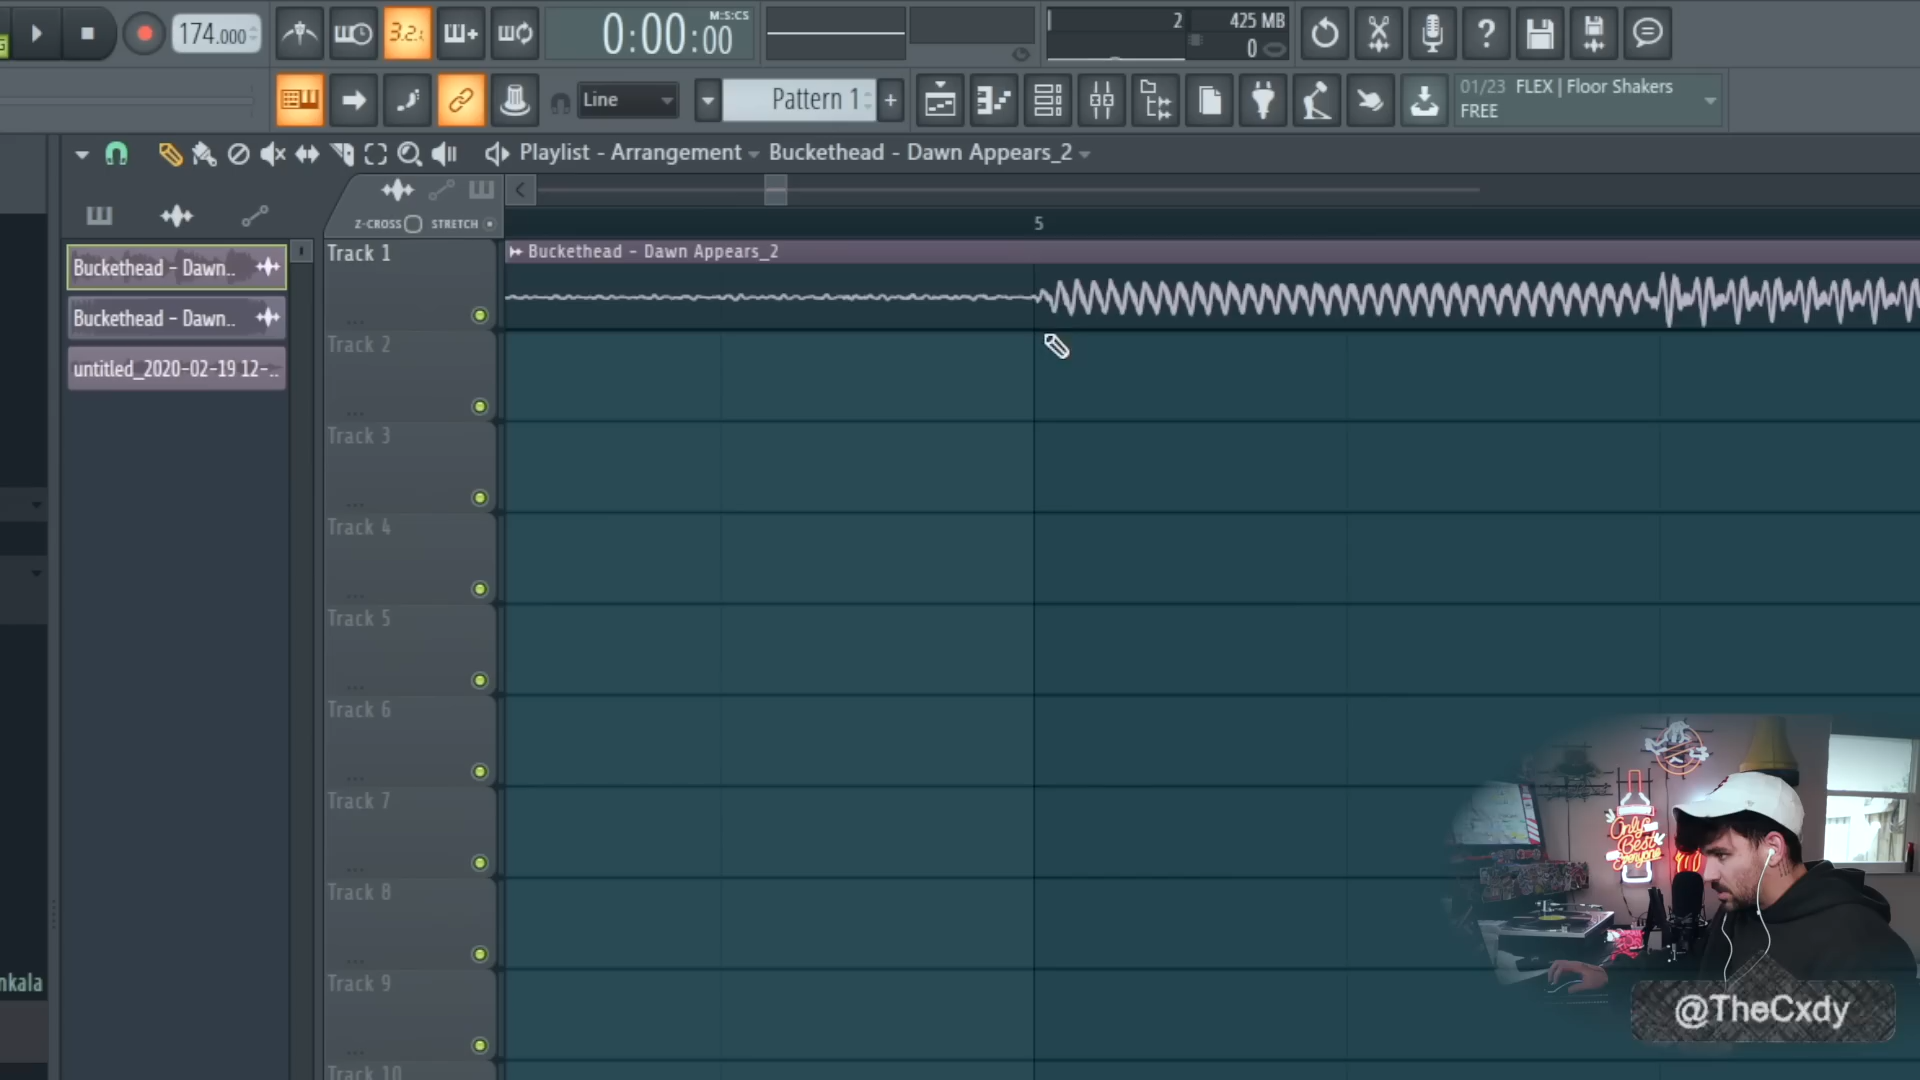 174.000
3.2.
0:00:00
M:S:CS
2
425 MB
0
Line
Pattern 1
01/23 FLEX | Floor Shakers
FREE
Playlist - Arrangement
Buckethead - Dawn Appears_2
Z-CROSS
STRETCH
5
Buckethead - Dawn..
Buckethead - Dawn..
untitled_2020-02-19 12-..
Track 1
Buckethead - Dawn Appears_2
Track 2
Track 3
Track 4
Track 5
Track 6
Track 7
Track 8
Track 9
Track 10
nkala
Only
Best
Everyone
@TheCxdy